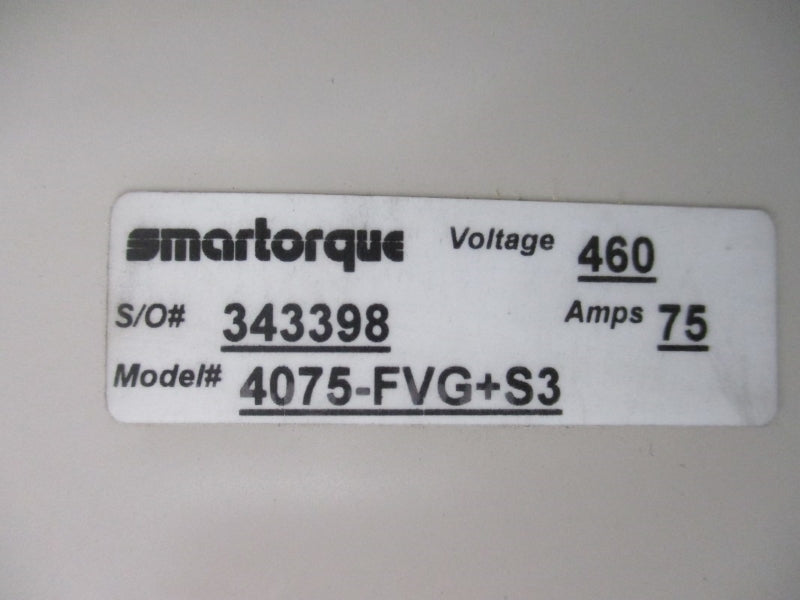 smartorque Voltage 460
S/O# 343398 Amps 75
Model# 4075-FVG+S3